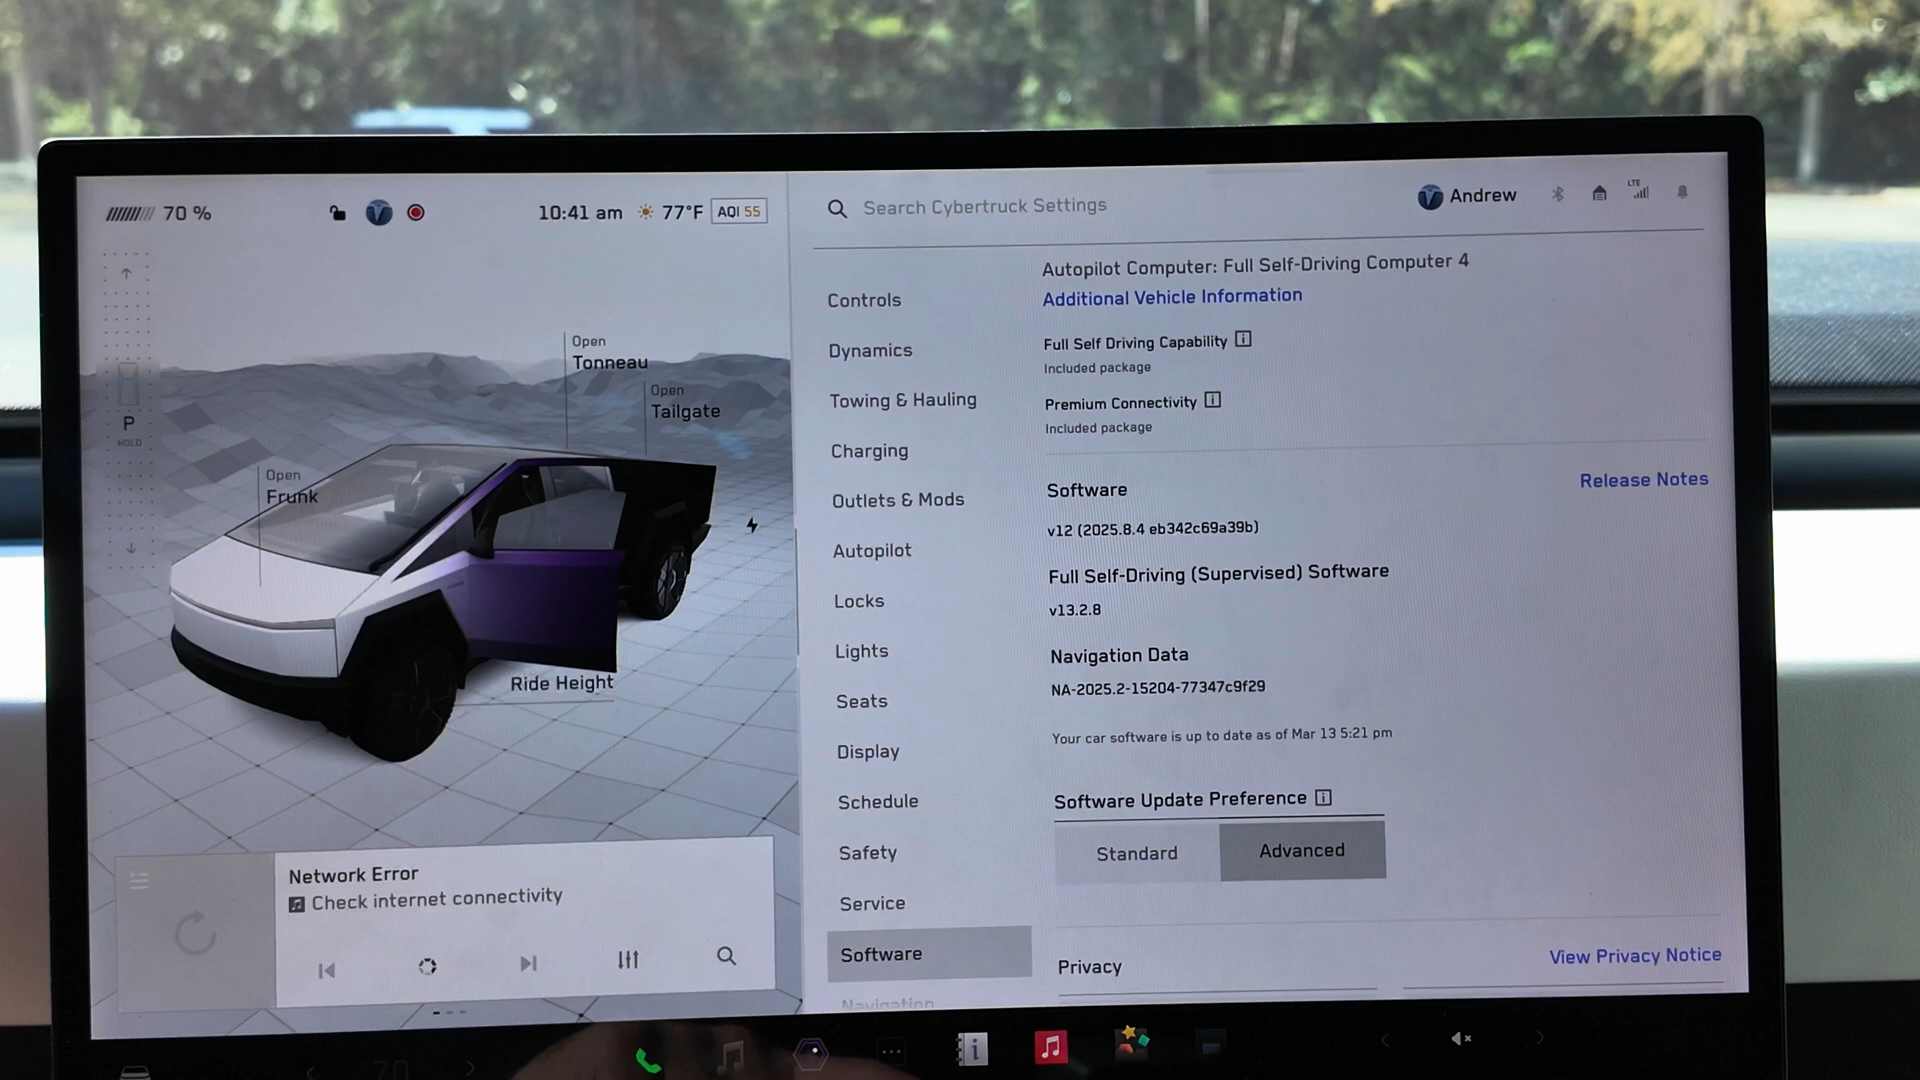 70 %
10:41 am
77°F
AQI 55
P
HOLD
Open
Tonneau
Open
Tailgate
Open
Frunk
Ride Height
Network Error
Check internet connectivity
Search Cybertruck Settings
Andrew
LTE
Controls
Dynamics
Towing & Hauling
Charging
Outlets & Mods
Autopilot
Locks
Lights
Seats
Display
Schedule
Safety
Service
Software
Navigation
Autopilot Computer: Full Self-Driving Computer 4
Additional Vehicle Information
Full Self Driving Capability
Included package
Premium Connectivity
Included package
Software
Release Notes
v12 (2025.8.4 eb342c69a39b)
Full Self-Driving (Supervised) Software
v13.2.8
Navigation Data
NA-2025.2-15204-77347c9f29
Your car software is up to date as of Mar 13 5:21 pm
Software Update Preference
Standard
Advanced
Privacy
View Privacy Notice
70